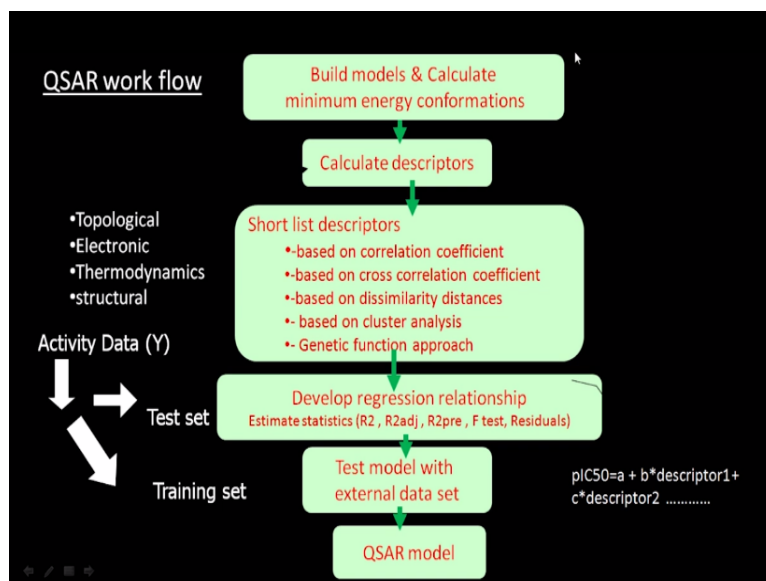 QSAR work flow
Build models & Calculate
minimum energy conformations
Calculate descriptors
•Topological
•Electronic
•Thermodynamics
•structural
Short list descriptors
•-based on correlation coefficient
•-based on cross correlation coefficient
•-based on dissimilarity distances
•- based on cluster analysis
•- Genetic function approach
Activity Data (Y)
Develop regression relationship
Estimate statistics (R2 , R2adj , R2pre , F test, Residuals)
Test set
Test model with
external data set
Training set
pIC50=a + b*descriptor1+
c*descriptor2 ............
QSAR model